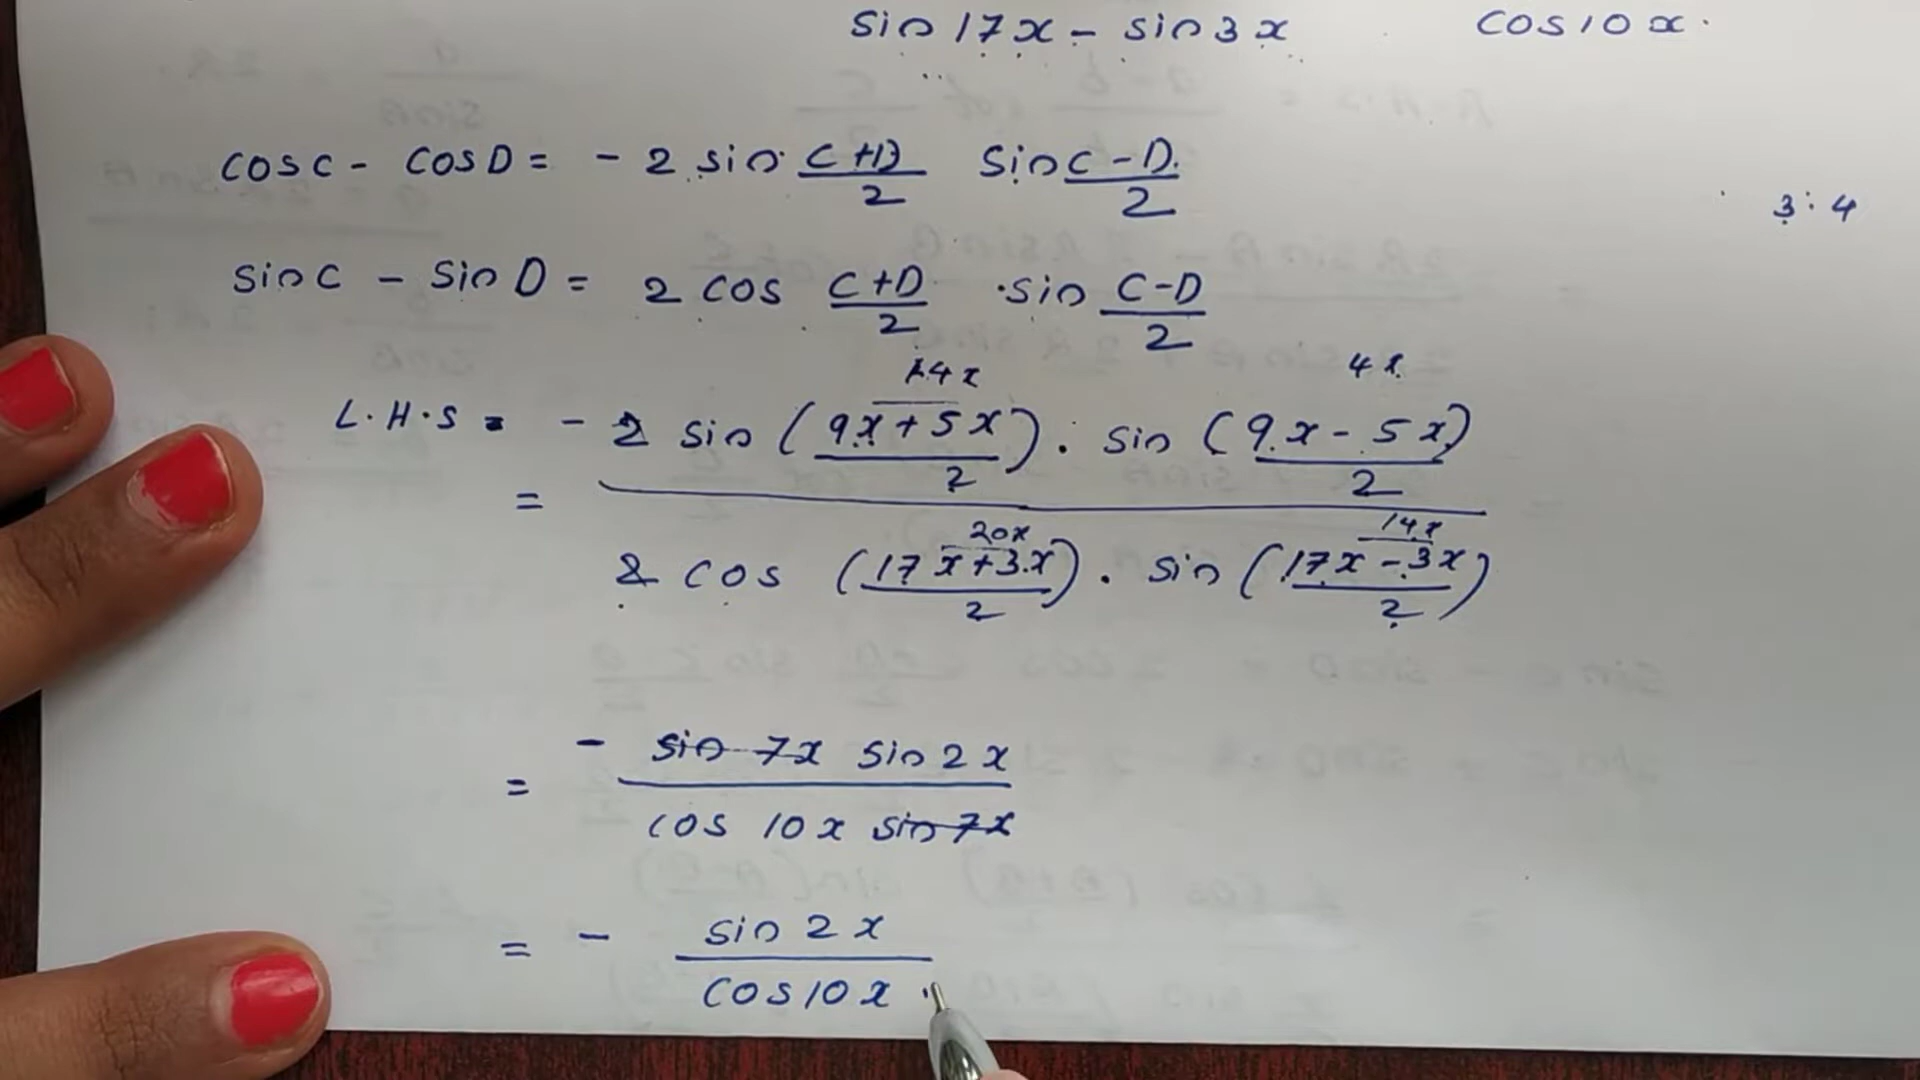 sin 17x - sin 3x cos 10x.
cos C - cos D = - 2 sin C+D/2 sin C-D/2
3:4
sin C - sin D = 2 cos C+D/2 . sin C-D/2
14x 4x
L.H.S = - 2 sin (9x+5x/2) . sin (9x-5x/2)
=
20x 14x
2 cos (17x+3x/2) . sin (17x-3x/2)
= - sin 7x sin 2x
cos 10x sin 7x
= - sin 2x
cos 10x .